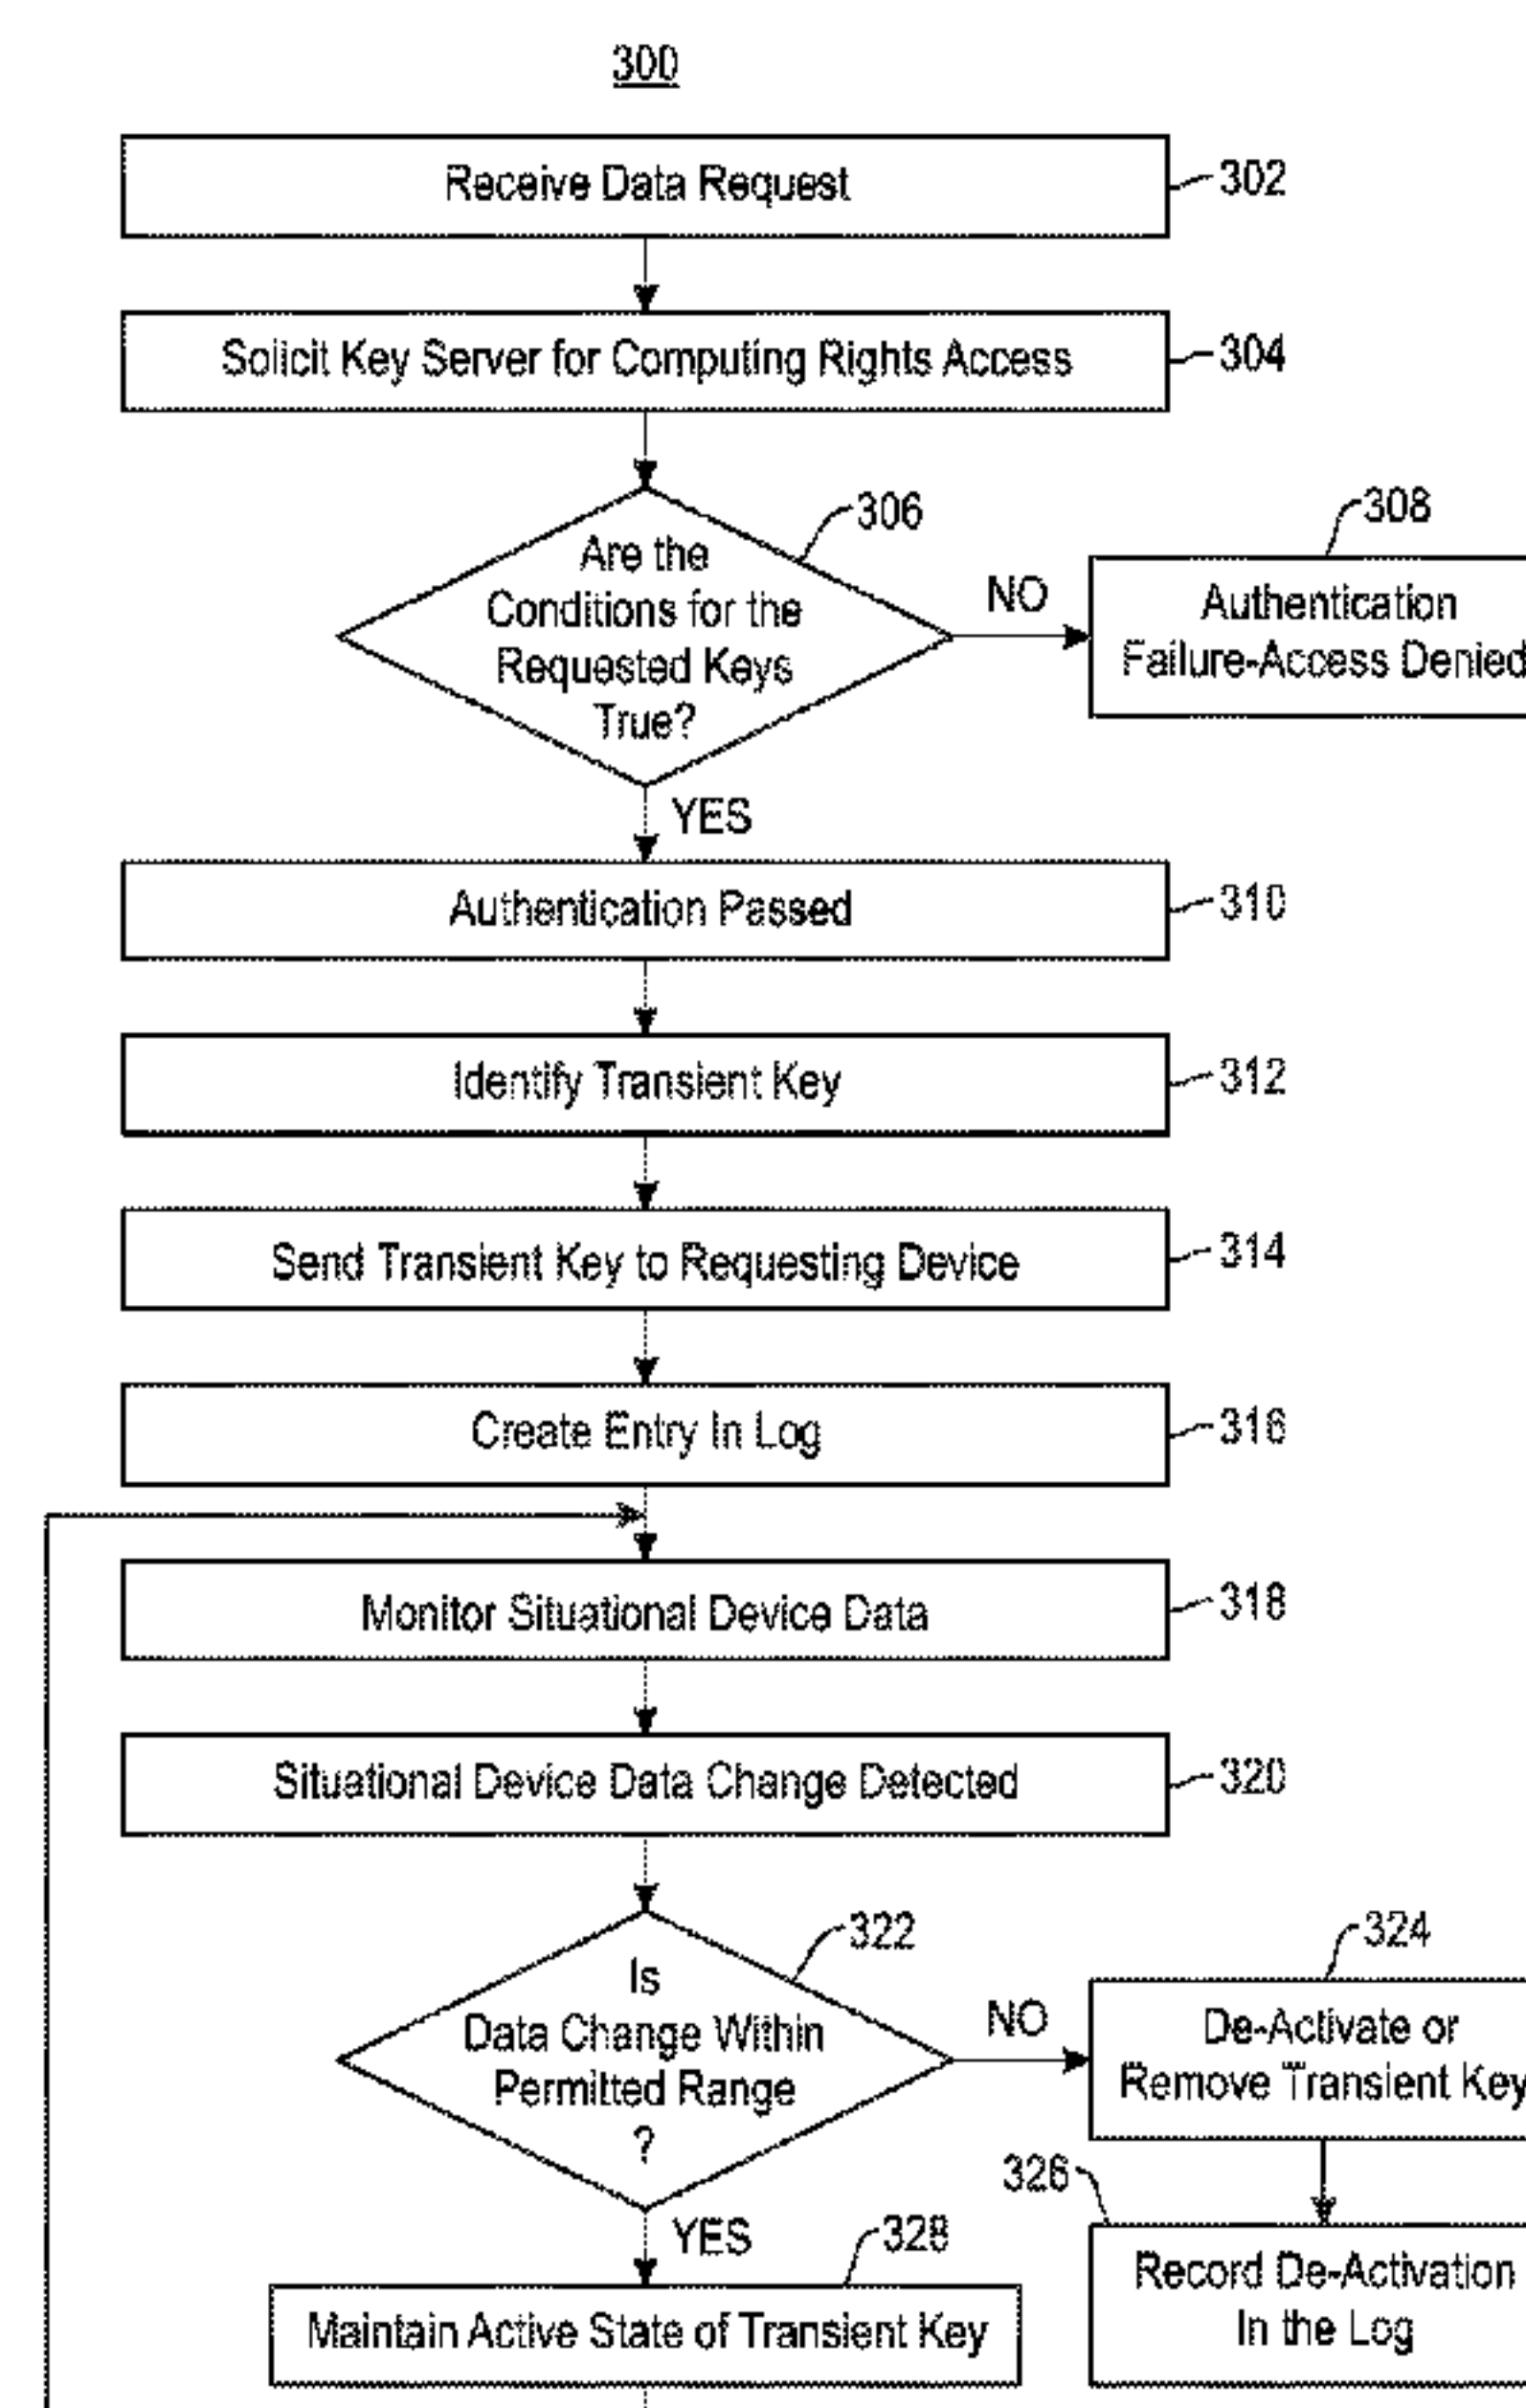 300
Receive Data Request
302
Solicit Key Server for Computing Rights Access
304
306
308
Are the
Conditions for the
Requested Keys
True?
NO
Authentication
Failure-Access Denied
YES
Authentication Passed
310
Identify Transient Key
312
Send Transient Key to Requesting Device
314
Create Entry In Log
316
Monitor Situational Device Data
318
Situational Device Data Change Detected
320
322
324
Is
Data Change Within
Permitted Range
?
NO
De-Activate or
Remove Transient Key
326
YES
328
Record De-Activation
In the Log
Maintain Active State of Transient Key